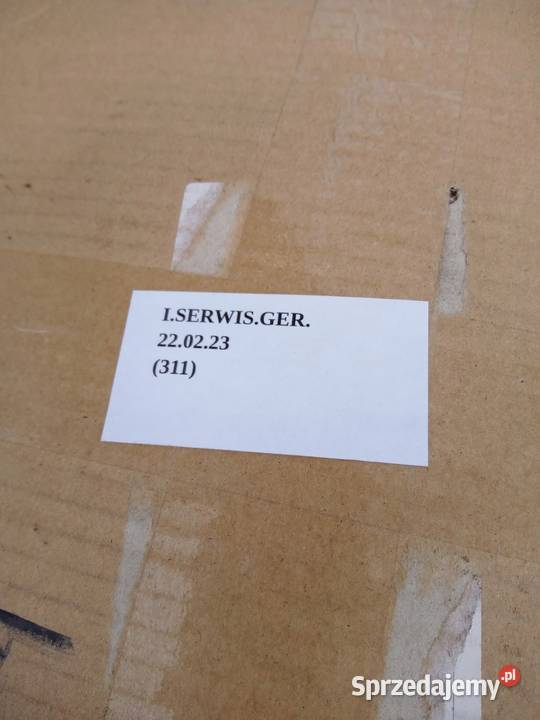 I.SERWIS.GER.
22.02.23
(311)
Sprzedajemy.pl